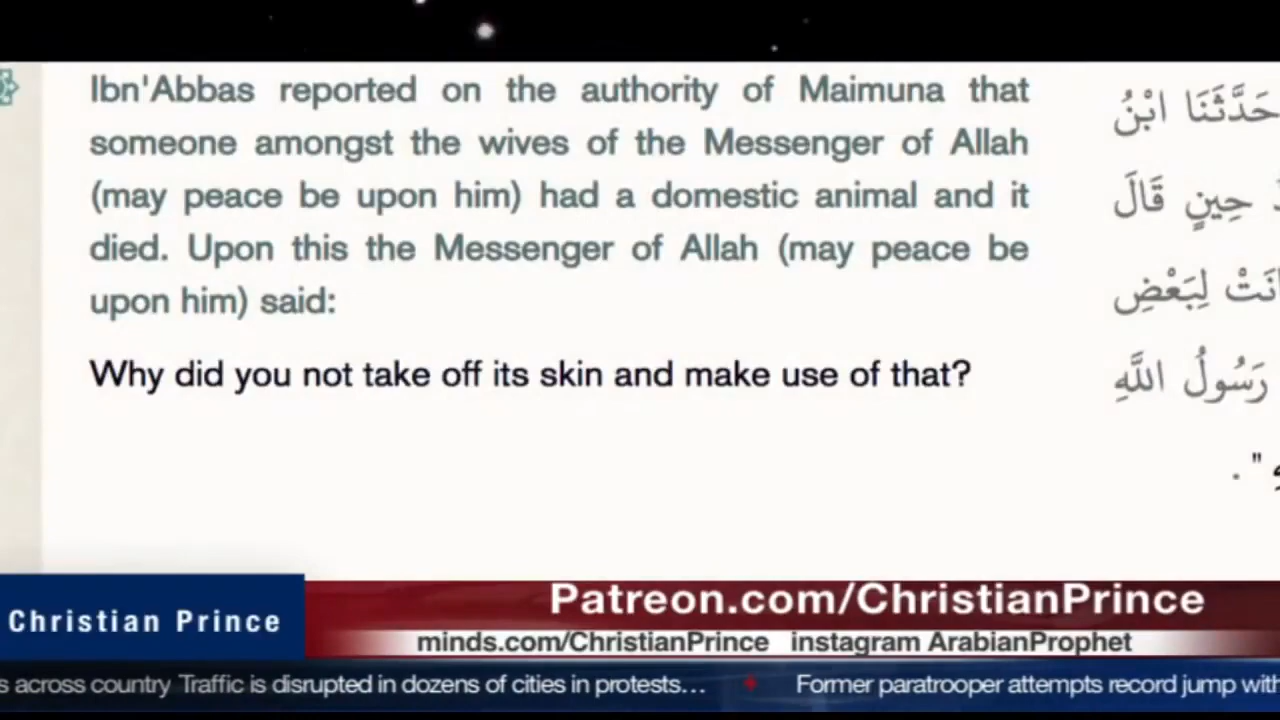 Ibn'Abbas reported on the authority of Maimuna that
someone amongst the wives of the Messenger of Allah
(may peace be upon him) had a domestic animal and it
died. Upon this the Messenger of Allah (may peace be
upon him) said:
Why did you not take off its skin and make use of that?
حَدَّثَنَا ابْنُ
حِينٍ قَالَ
انَتْ لِبَعْضِ
رَسُولُ اللَّهِ
" .
Christian Prince
Patreon.com/ChristianPrince
minds.com/ChristianPrince instagram ArabianProphet
s across country Traffic is disrupted in dozens of cities in protests... Former paratrooper attempts record jump with